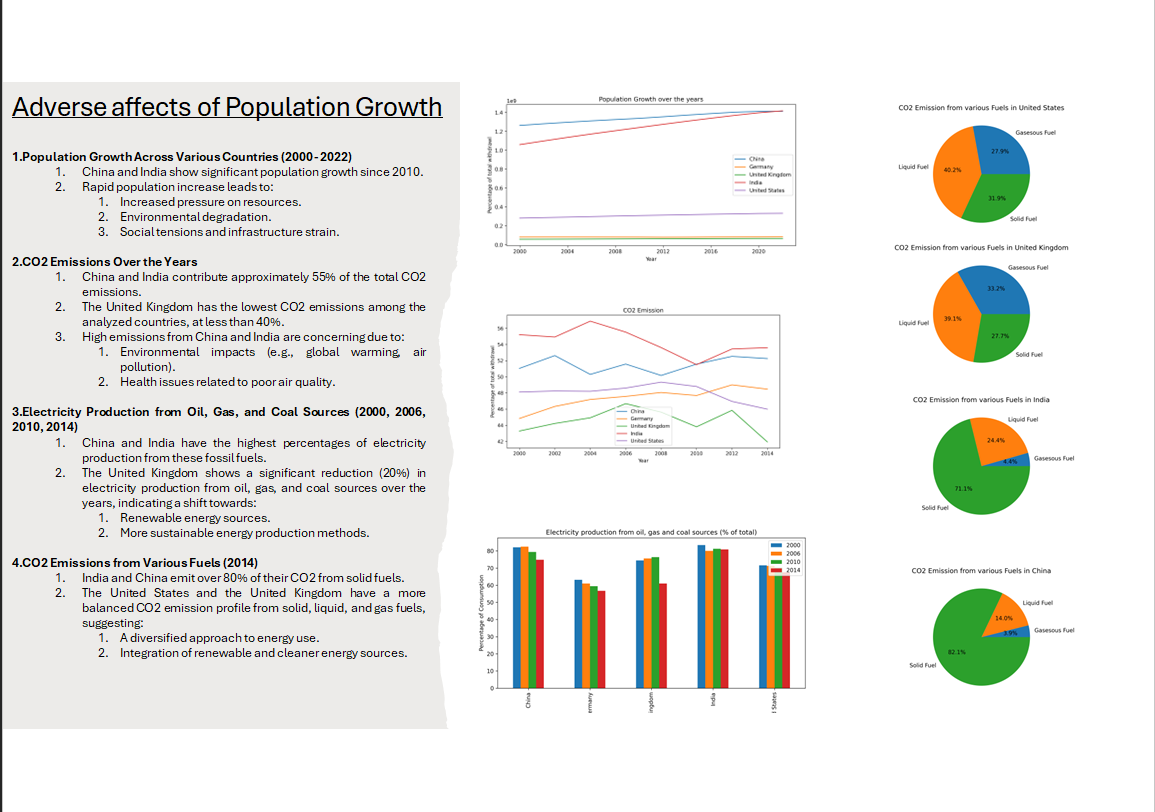 Adverse affects of Population Growth
1.Population Growth Across Various Countries (2000-2022)
1. China and India show significant population growth since 2010.
2. Rapid population increase leads to:
1. Increased pressure on resources.
2. Environmental degradation.
3. Social tensions and infrastructure strain.
2.CO2 Emissions Over the Years
1. China and India contribute approximately 55% of the total CO2
emissions.
2. The United Kingdom has the lowest CO2 emissions among the
analyzed countries, at less than 40%.
3. High emissions from China and India are concerning due to:
1. Environmental impacts (e.g., global warming, air
pollution).
2. Health issues related to poor air quality.
3.Electricity Production from Oil, Gas, and Coal Sources (2000, 2006,
2010, 2014)
1. China and India have the highest percentages of electricity
production from these fossil fuels.
2. The United Kingdom shows a significant reduction (20%) in
electricity production from oil, gas, and coal sources over the
years, indicating a shift towards:
1. Renewable energy sources.
2. More sustainable energy production methods.
4.CO2 Emissions from Various Fuels (2014)
1. India and China emit over 80% of their CO2 from solid fuels.
2. The United States and the United Kingdom have a more
balanced CO2 emission profile from solid, liquid, and gas fuels,
suggesting:
1. A diversified approach to energy use.
2. Integration of renewable and cleaner energy sources.
Population Growth over the years
1e9
1.4
1.2
1.0
0.8
0.6
0.4
0.2
0.0
Percentage of total withdrawl
China
Germany
United Kingdom
India
United States
2000 2004 2008 2012 2016 2020
Year
CO2 Emission
56
54
52
50
48
46
44
42
Percentage of total withdrawl
China
Germany
United Kingdom
India
United States
2000 2002 2004 2006 2008 2010 2012 2014
Year
Electricity production from oil, gas and coal sources (% of total)
80
70
60
50
40
30
20
10
0
Percentage of Consumption
2000
2006
2010
2014
China
ermany
ingdom
India
t States
CO2 Emission from various Fuels in United States
Gasesous Fuel
27.9%
Liquid Fuel
40.2%
31.9%
Solid Fuel
CO2 Emission from various Fuels in United Kingdom
Gasesous Fuel
33.2%
Liquid Fuel
39.1%
27.7%
Solid Fuel
CO2 Emission from various Fuels in India
Liquid Fuel
24.4%
Gasesous Fuel
4.4%
71.1%
Solid Fuel
CO2 Emission from various Fuels in China
Liquid Fuel
14.0%
Gasesous Fuel
3.9%
82.1%
Solid Fuel